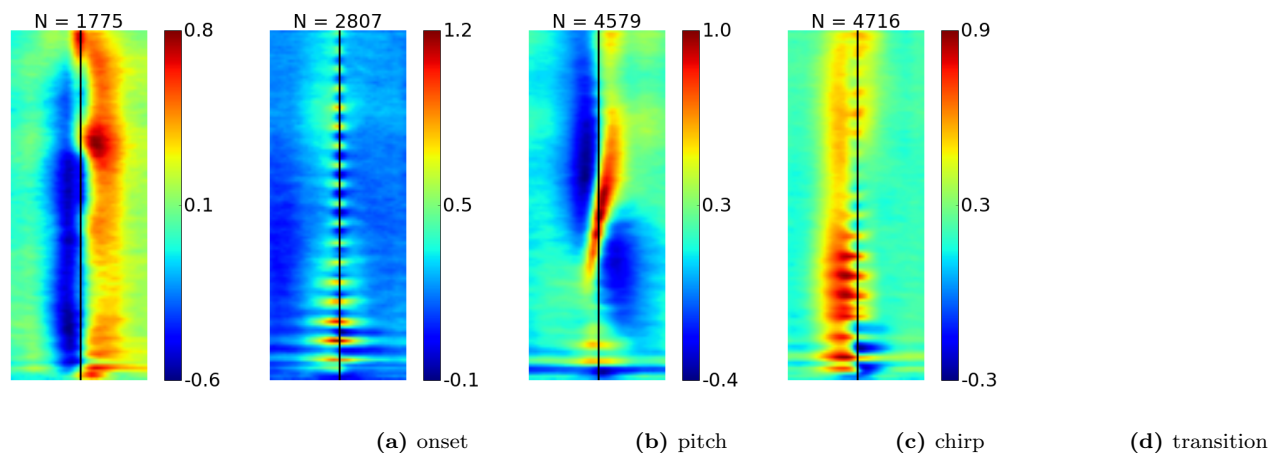 N = 1775 N = 2807 N = 4579 N = 4716
0.8 1.2 1.0 0.9
0.1 0.5 0.3 0.3
-0.6 -0.1 -0.4 -0.3
(a) onset (b) pitch (c) chirp (d) transition